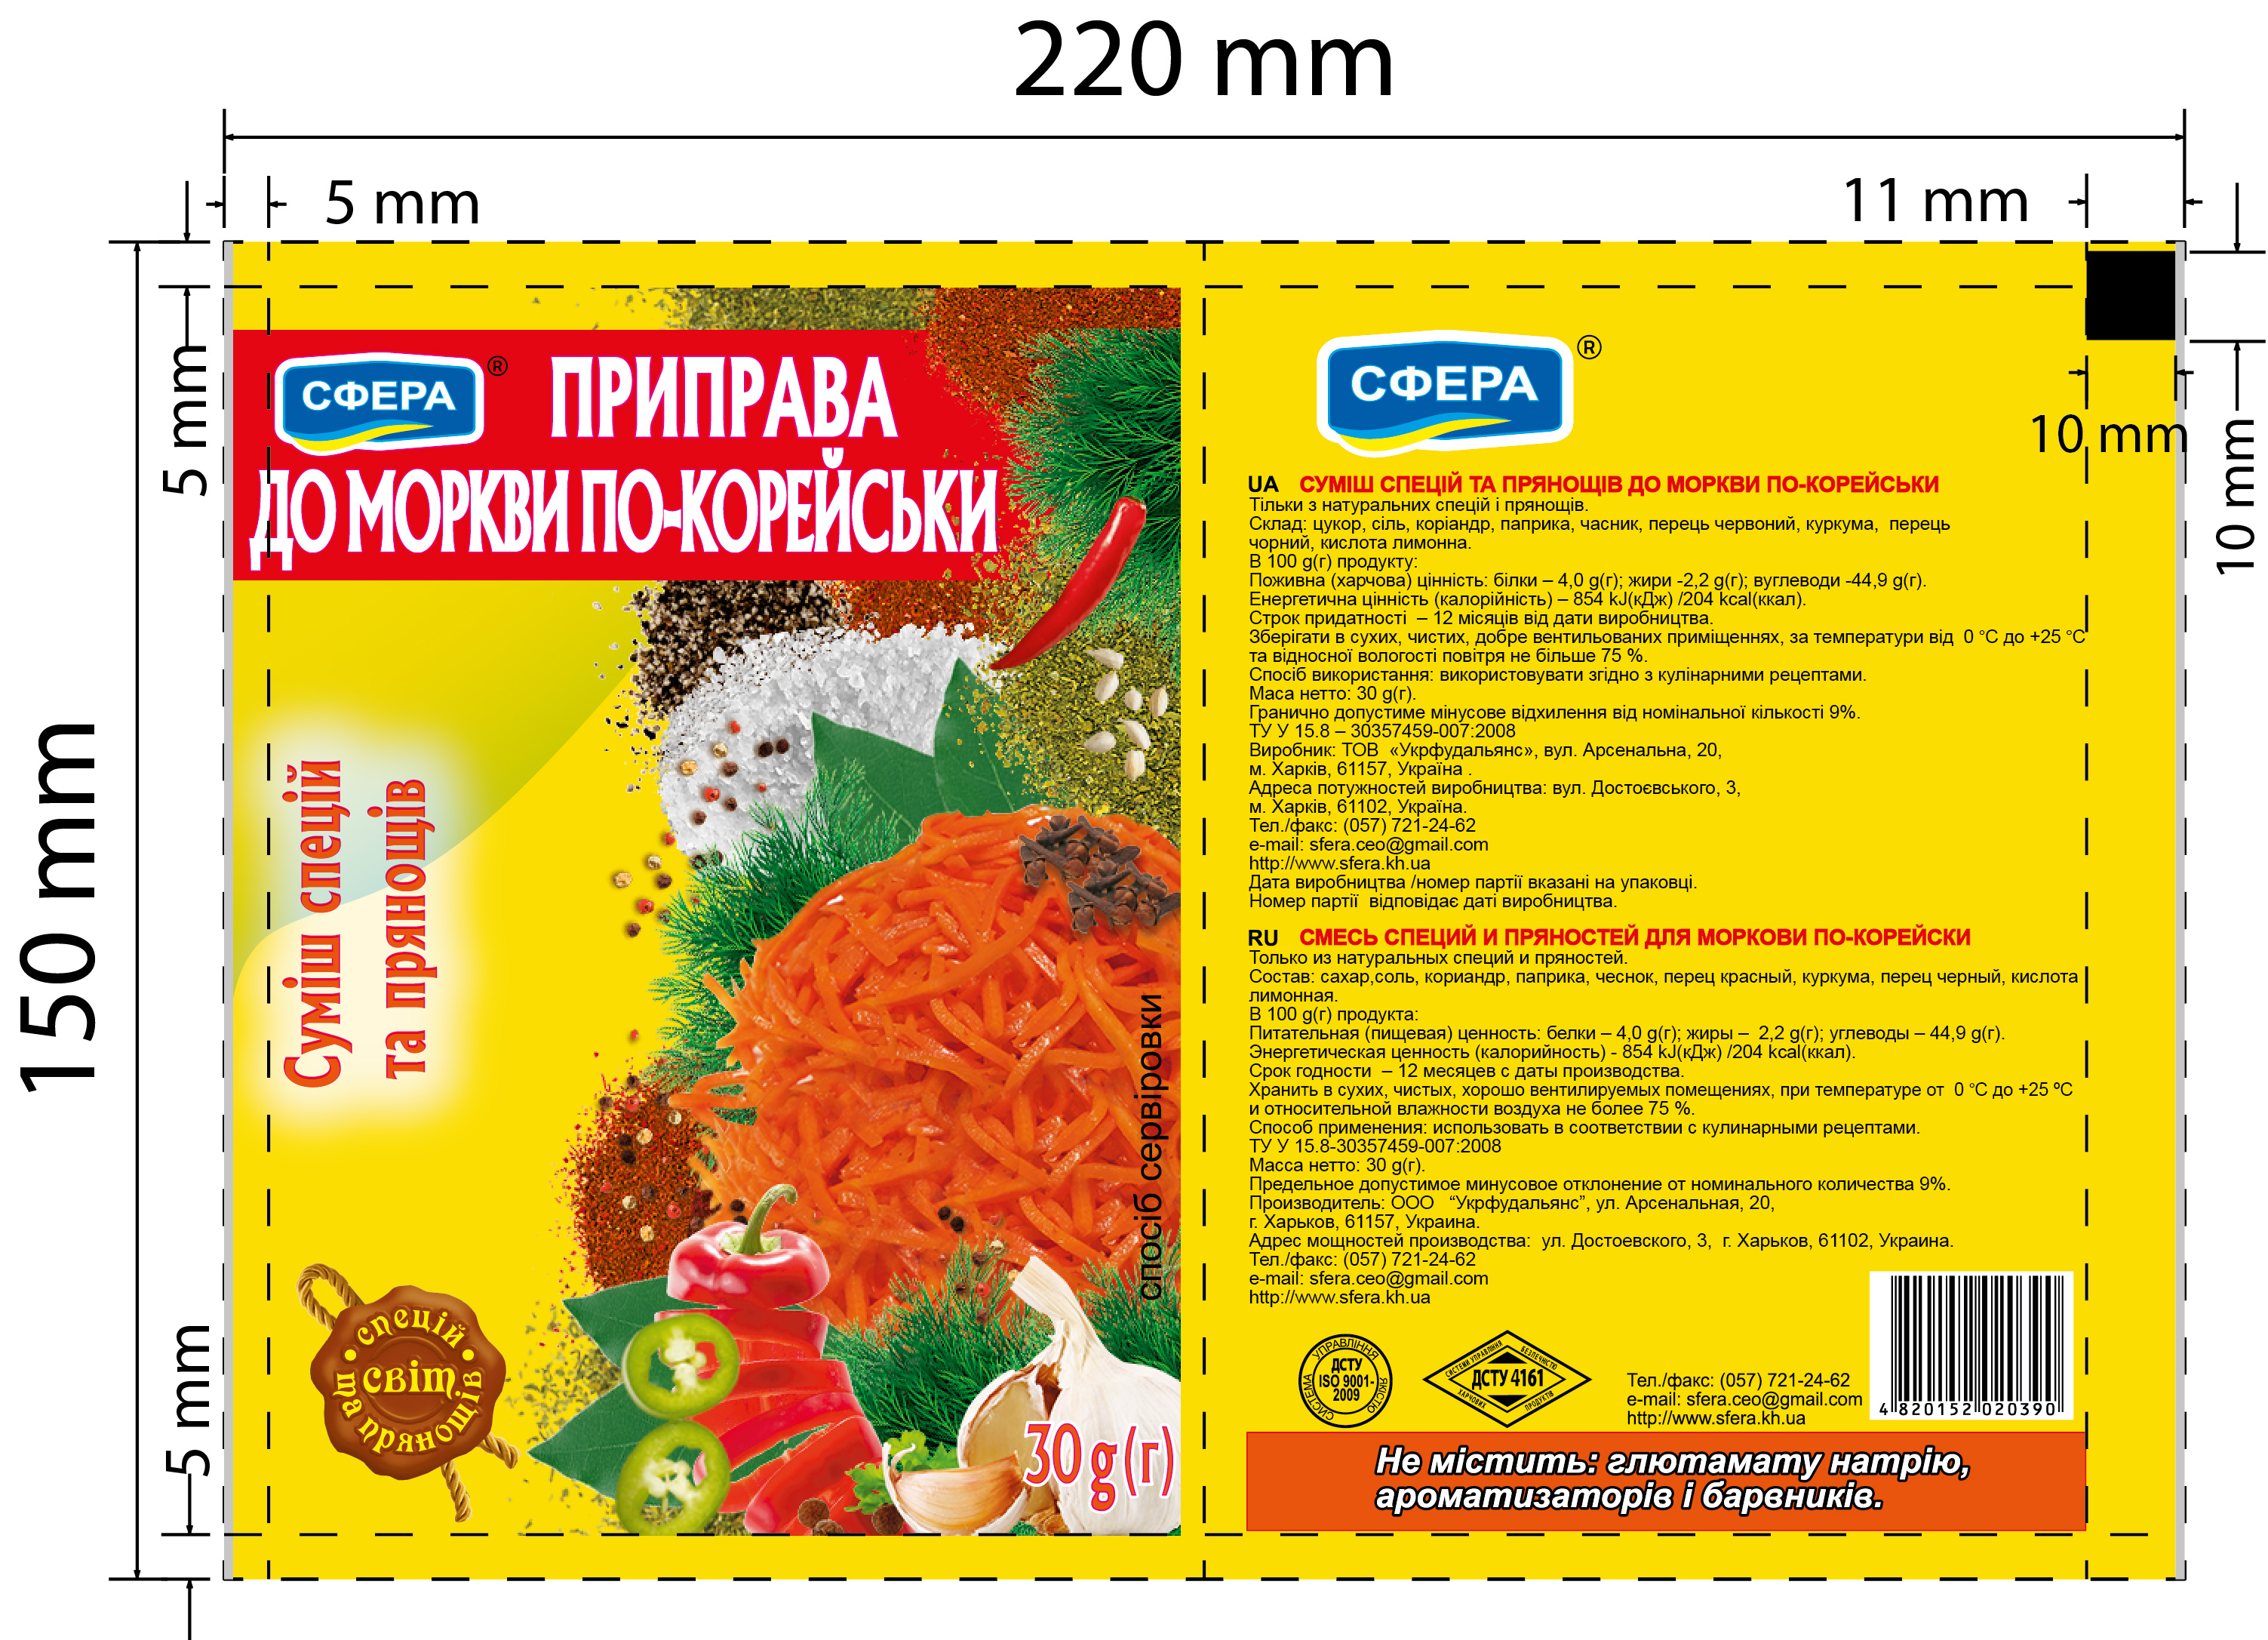 220 mm
5 mm
11 mm
5 mm
10 mm
10 mm
150 mm
5 mm
СФЕРА ®
ПРИПРАВА
ДО МОРКВИ ПО-КОРЕЙСЬКИ
Суміш спецій
та прянощів
спосіб сервіровки
• спецій •
світ
та прянощів
30 g (г)
СФЕРА ®
UA СУМІШ СПЕЦІЙ ТА ПРЯНОЩІВ ДО МОРКВИ ПО-КОРЕЙСЬКИ
Тільки з натуральних спецій і прянощів.
Склад: цукор, сіль, коріандр, паприка, часник, перець червоний, куркума, перець
чорний, кислота лимонна.
В 100 g(г) продукту:
Поживна (харчова) цінність: білки – 4,0 g(г); жири -2,2 g(г); вуглеводи -44,9 g(г).
Енергетична цінність (калорійність) – 854 kJ(кДж) /204 kcal(ккал).
Строк придатності – 12 місяців від дати виробництва.
Зберігати в сухих, чистих, добре вентильованих приміщеннях, за температури від 0 °С до +25 °С
та відносної вологості повітря не більше 75 %.
Спосіб використання: використовувати згідно з кулінарними рецептами.
Маса нетто: 30 g(г).
Гранично допустиме мінусове відхилення від номінальної кількості 9%.
ТУ У 15.8 – 30357459-007:2008
Виробник: ТОВ «Укрфудальянс», вул. Арсенальна, 20,
м. Харків, 61157, Україна .
Адреса потужностей виробництва: вул. Достоєвського, 3,
м. Харків, 61102, Україна.
Тел./факс: (057) 721-24-62
e-mail: sfera.ceo@gmail.com
http://www.sfera.kh.ua
Дата виробництва /номер партії вказані на упаковці.
Номер партії відповідає даті виробництва.
RU СМЕСЬ СПЕЦИЙ И ПРЯНОСТЕЙ ДЛЯ МОРКОВИ ПО-КОРЕЙСКИ
Только из натуральных специй и пряностей.
Состав: сахар,соль, кориандр, паприка, чеснок, перец красный, куркума, перец черный, кислота
лимонная.
В 100 g(г) продукта:
Питательная (пищевая) ценность: белки – 4,0 g(г); жиры – 2,2 g(г); углеводы – 44,9 g(г).
Энергетическая ценность (калорийность) - 854 kJ(кДж) /204 kcal(ккал).
Срок годности – 12 месяцев с даты производства.
Хранить в сухих, чистых, хорошо вентилируемых помещениях, при температуре от 0 °С до +25 ºС
и относительной влажности воздуха не более 75 %.
Способ применения: использовать в соответствии с кулинарными рецептами.
ТУ У 15.8-30357459-007:2008
Масса нетто: 30 g(г).
Предельное допустимое минусовое отклонение от номинального количества 9%.
Производитель: ООО “Укрфудальянс”, ул. Арсенальная, 20,
г. Харьков, 61157, Украина.
Адрес мощностей производства: ул. Достоевского, 3, г. Харьков, 61102, Украина.
Тел./факс: (057) 721-24-62
e-mail: sfera.ceo@gmail.com
http://www.sfera.kh.ua
СИСТЕМА УПРАВЛІННЯ ЯКІСТЮ
ДСТУ
ISO 9001-
2009
СИСТЕМИ УПРАВЛІННЯ БЕЗПЕЧНІСТЮ
ДСТУ 4161
ХАРЧОВИХ ПРОДУКТІВ
Тел./факс: (057) 721-24-62
e-mail: sfera.ceo@gmail.com
http://www.sfera.kh.ua
4 820152 020390
Не містить: глютамату натрію,
ароматизаторів і барвників.
5 mm